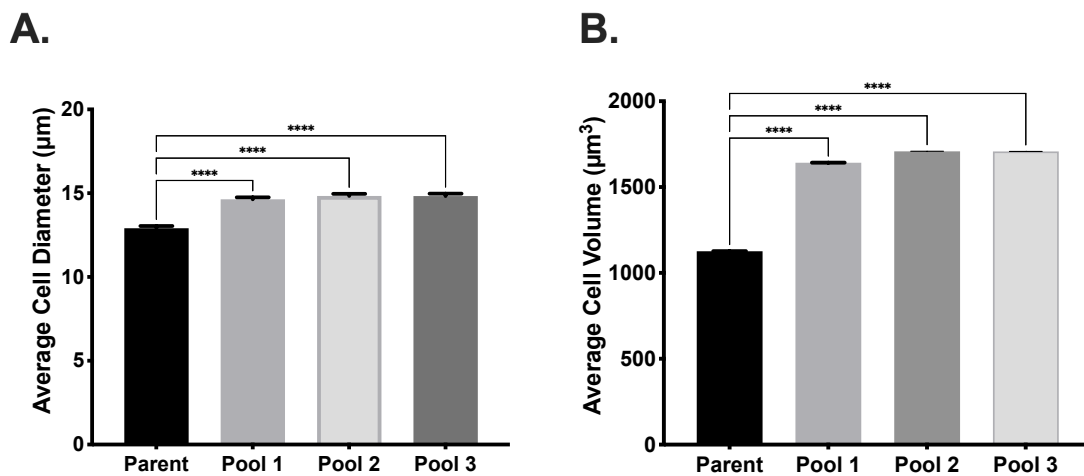 A.
Average Cell Diameter (μm)
20
15
10
5
0
****
****
****
Parent
Pool 1
Pool 2
Pool 3
B.
Average Cell Volume (μm³)
2000
1500
1000
500
0
****
****
****
Parent
Pool 1
Pool 2
Pool 3